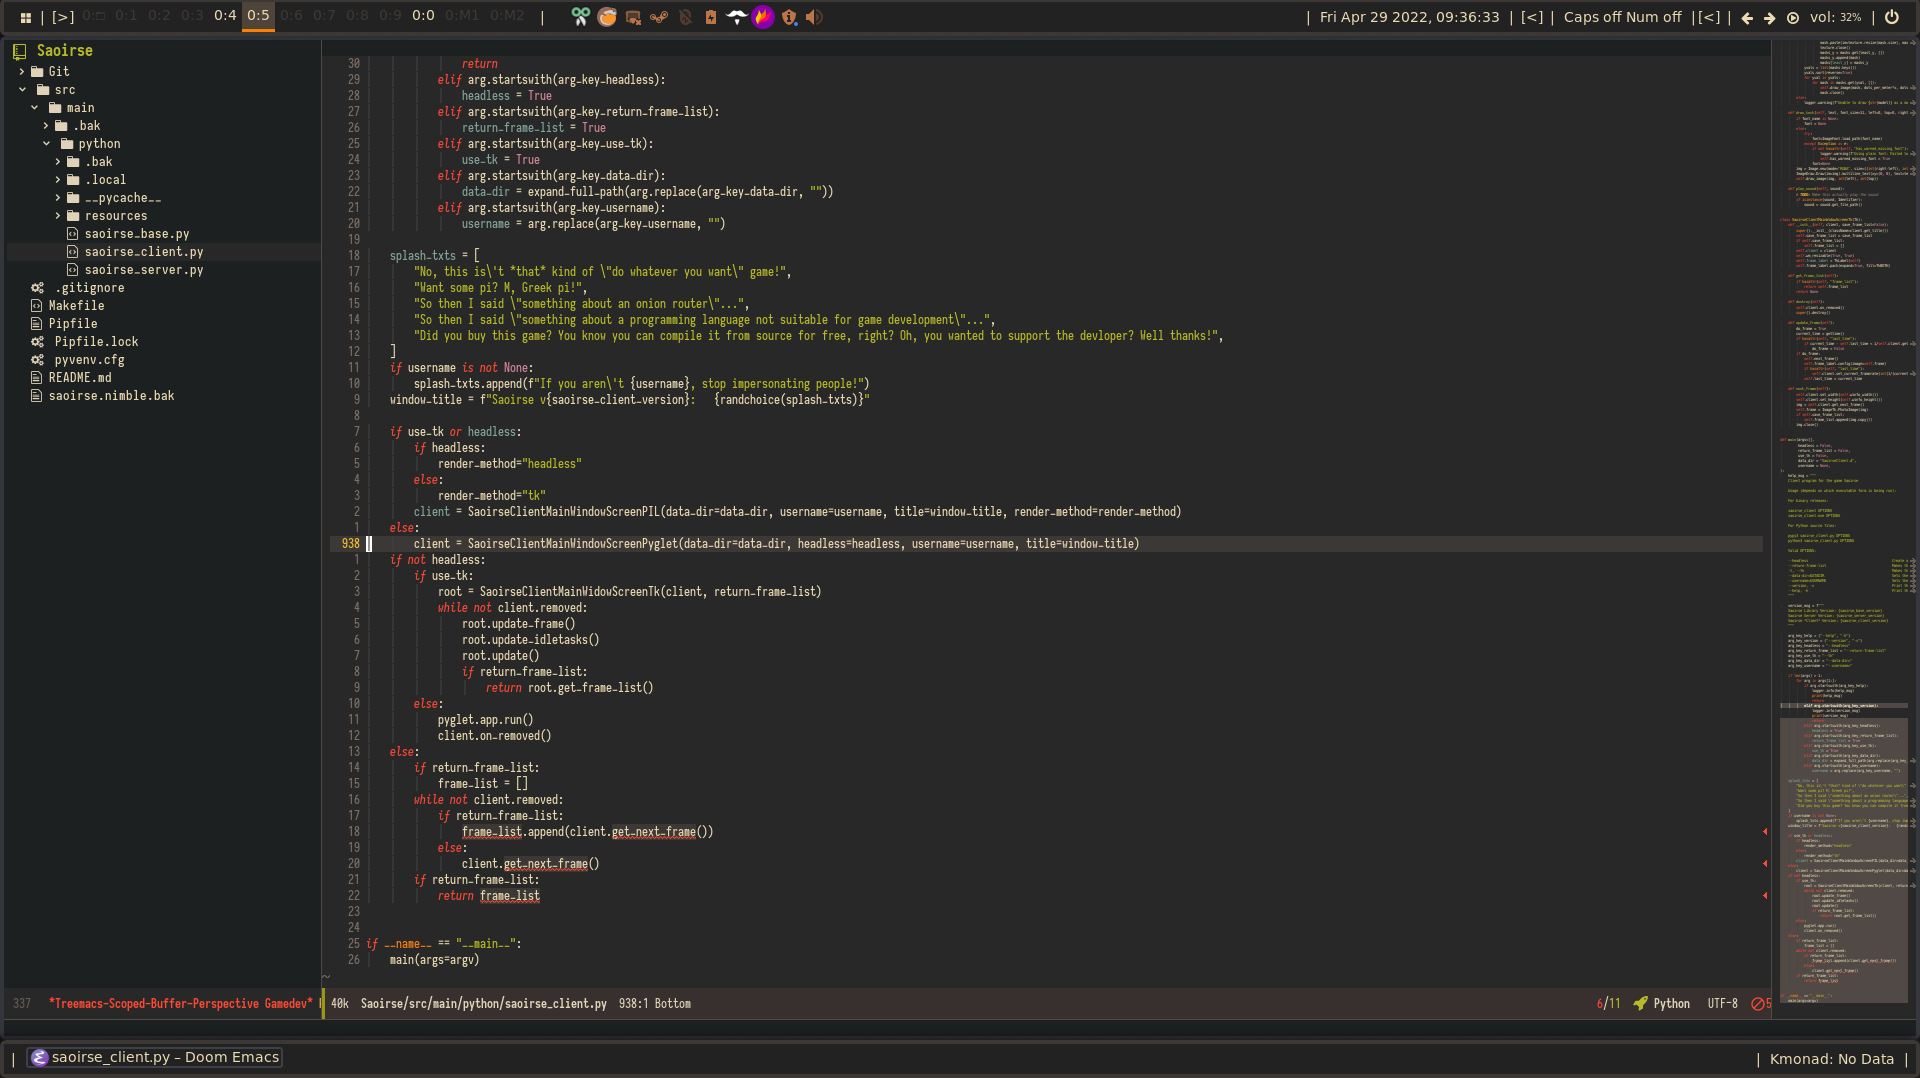 | [>] 0:□ 0:1 0:2 0:3 0:4 0:5 0:6 0:7 0:8 0:9 0:0 0:M1 0:M2 |
| Fri Apr 29 2022, 09:36:33 | [<] | Caps off Num off |[<] | vol: 32% |
Saoirse
Git
src
main
.bak
python
.bak
.local
__pycache__
resources
saoirse_base.py
saoirse_client.py
saoirse_server.py
.gitignore
Makefile
Pipfile
Pipfile.lock
pyvenv.cfg
README.md
saoirse.nimble.bak
30 return
29 elif arg.startswith(arg_key_headless):
28 headless = True
27 elif arg.startswith(arg_key_return_frame_list):
26 return_frame_list = True
25 elif arg.startswith(arg_key_use_tk):
24 use_tk = True
23 elif arg.startswith(arg_key_data_dir):
22 data_dir = expand_full_path(arg.replace(arg_key_data_dir, ""))
21 elif arg.startswith(arg_key_username):
20 username = arg.replace(arg_key_username, "")
19
18 splash_txts = [
17 "No, this is\'t *that* kind of \"do whatever you want\" game!",
16 "Want some pi? M, Greek pi!",
15 "So then I said \"something about an onion router\"...",
14 "So then I said \"something about a programming language not suitable for game development\"...",
13 "Did you buy this game? You know you can compile it from source for free, right? Oh, you wanted to support the devloper? Well thanks!",
12 ]
11 if username is not None:
10 splash_txts.append(f"If you aren\'t {username}, stop impersonating people!")
9 window_title = f"Saoirse v{saoirse_client_version}: {randchoice(splash_txts)}"
8
7 if use_tk or headless:
6 if headless:
5 render_method="headless"
4 else:
3 render_method="tk"
2 client = SaoirseClientMainWindowScreenPIL(data_dir=data_dir, username=username, title=window_title, render_method=render_method)
1 else:
938 client = SaoirseClientMainWindowScreenPyglet(data_dir=data_dir, headless=headless, username=username, title=window_title)
1 if not headless:
2 if use_tk:
3 root = SaoirseClientMainWidowScreenTk(client, return_frame_list)
4 while not client.removed:
5 root.update_frame()
6 root.update_idletasks()
7 root.update()
8 if return_frame_list:
9 return root.get_frame_list()
10 else:
11 pyglet.app.run()
12 client.on_removed()
13 else:
14 if return_frame_list:
15 frame_list = []
16 while not client.removed:
17 if return_frame_list:
18 frame_list.append(client.get_next_frame())
19 else:
20 client.get_next_frame()
21 if return_frame_list:
22 return frame_list
23
24
25 if __name__ == "__main__":
26 main(args=argv)
~
337 *Treemacs-Scoped-Buffer-Perspective Gamedev*
40k Saoirse/src/main/python/saoirse_client.py 938:1 Bottom
6/11 Python UTF-8 5
| saoirse_client.py – Doom Emacs
| Kmonad: No Data |